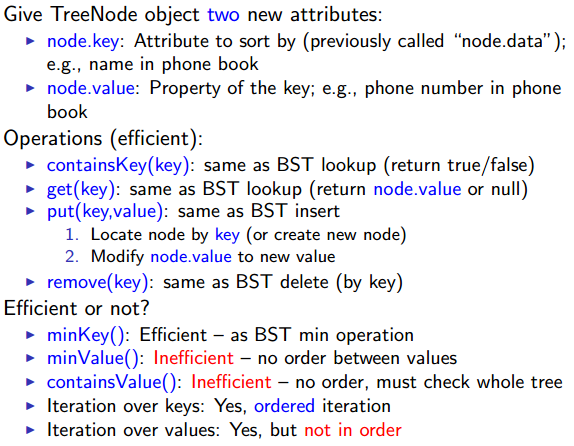 Give TreeNode object two new attributes:
▶ node.key: Attribute to sort by (previously called “node.data”);
e.g., name in phone book
▶ node.value: Property of the key; e.g., phone number in phone
book
Operations (efficient):
▶ containsKey(key): same as BST lookup (return true/false)
▶ get(key): same as BST lookup (return node.value or null)
▶ put(key,value): same as BST insert
1. Locate node by key (or create new node)
2. Modify node.value to new value
▶ remove(key): same as BST delete (by key)
Efficient or not?
▶ minKey(): Efficient – as BST min operation
▶ minValue(): Inefficient – no order between values
▶ containsValue(): Inefficient – no order, must check whole tree
▶ Iteration over keys: Yes, ordered iteration
▶ Iteration over values: Yes, but not in order